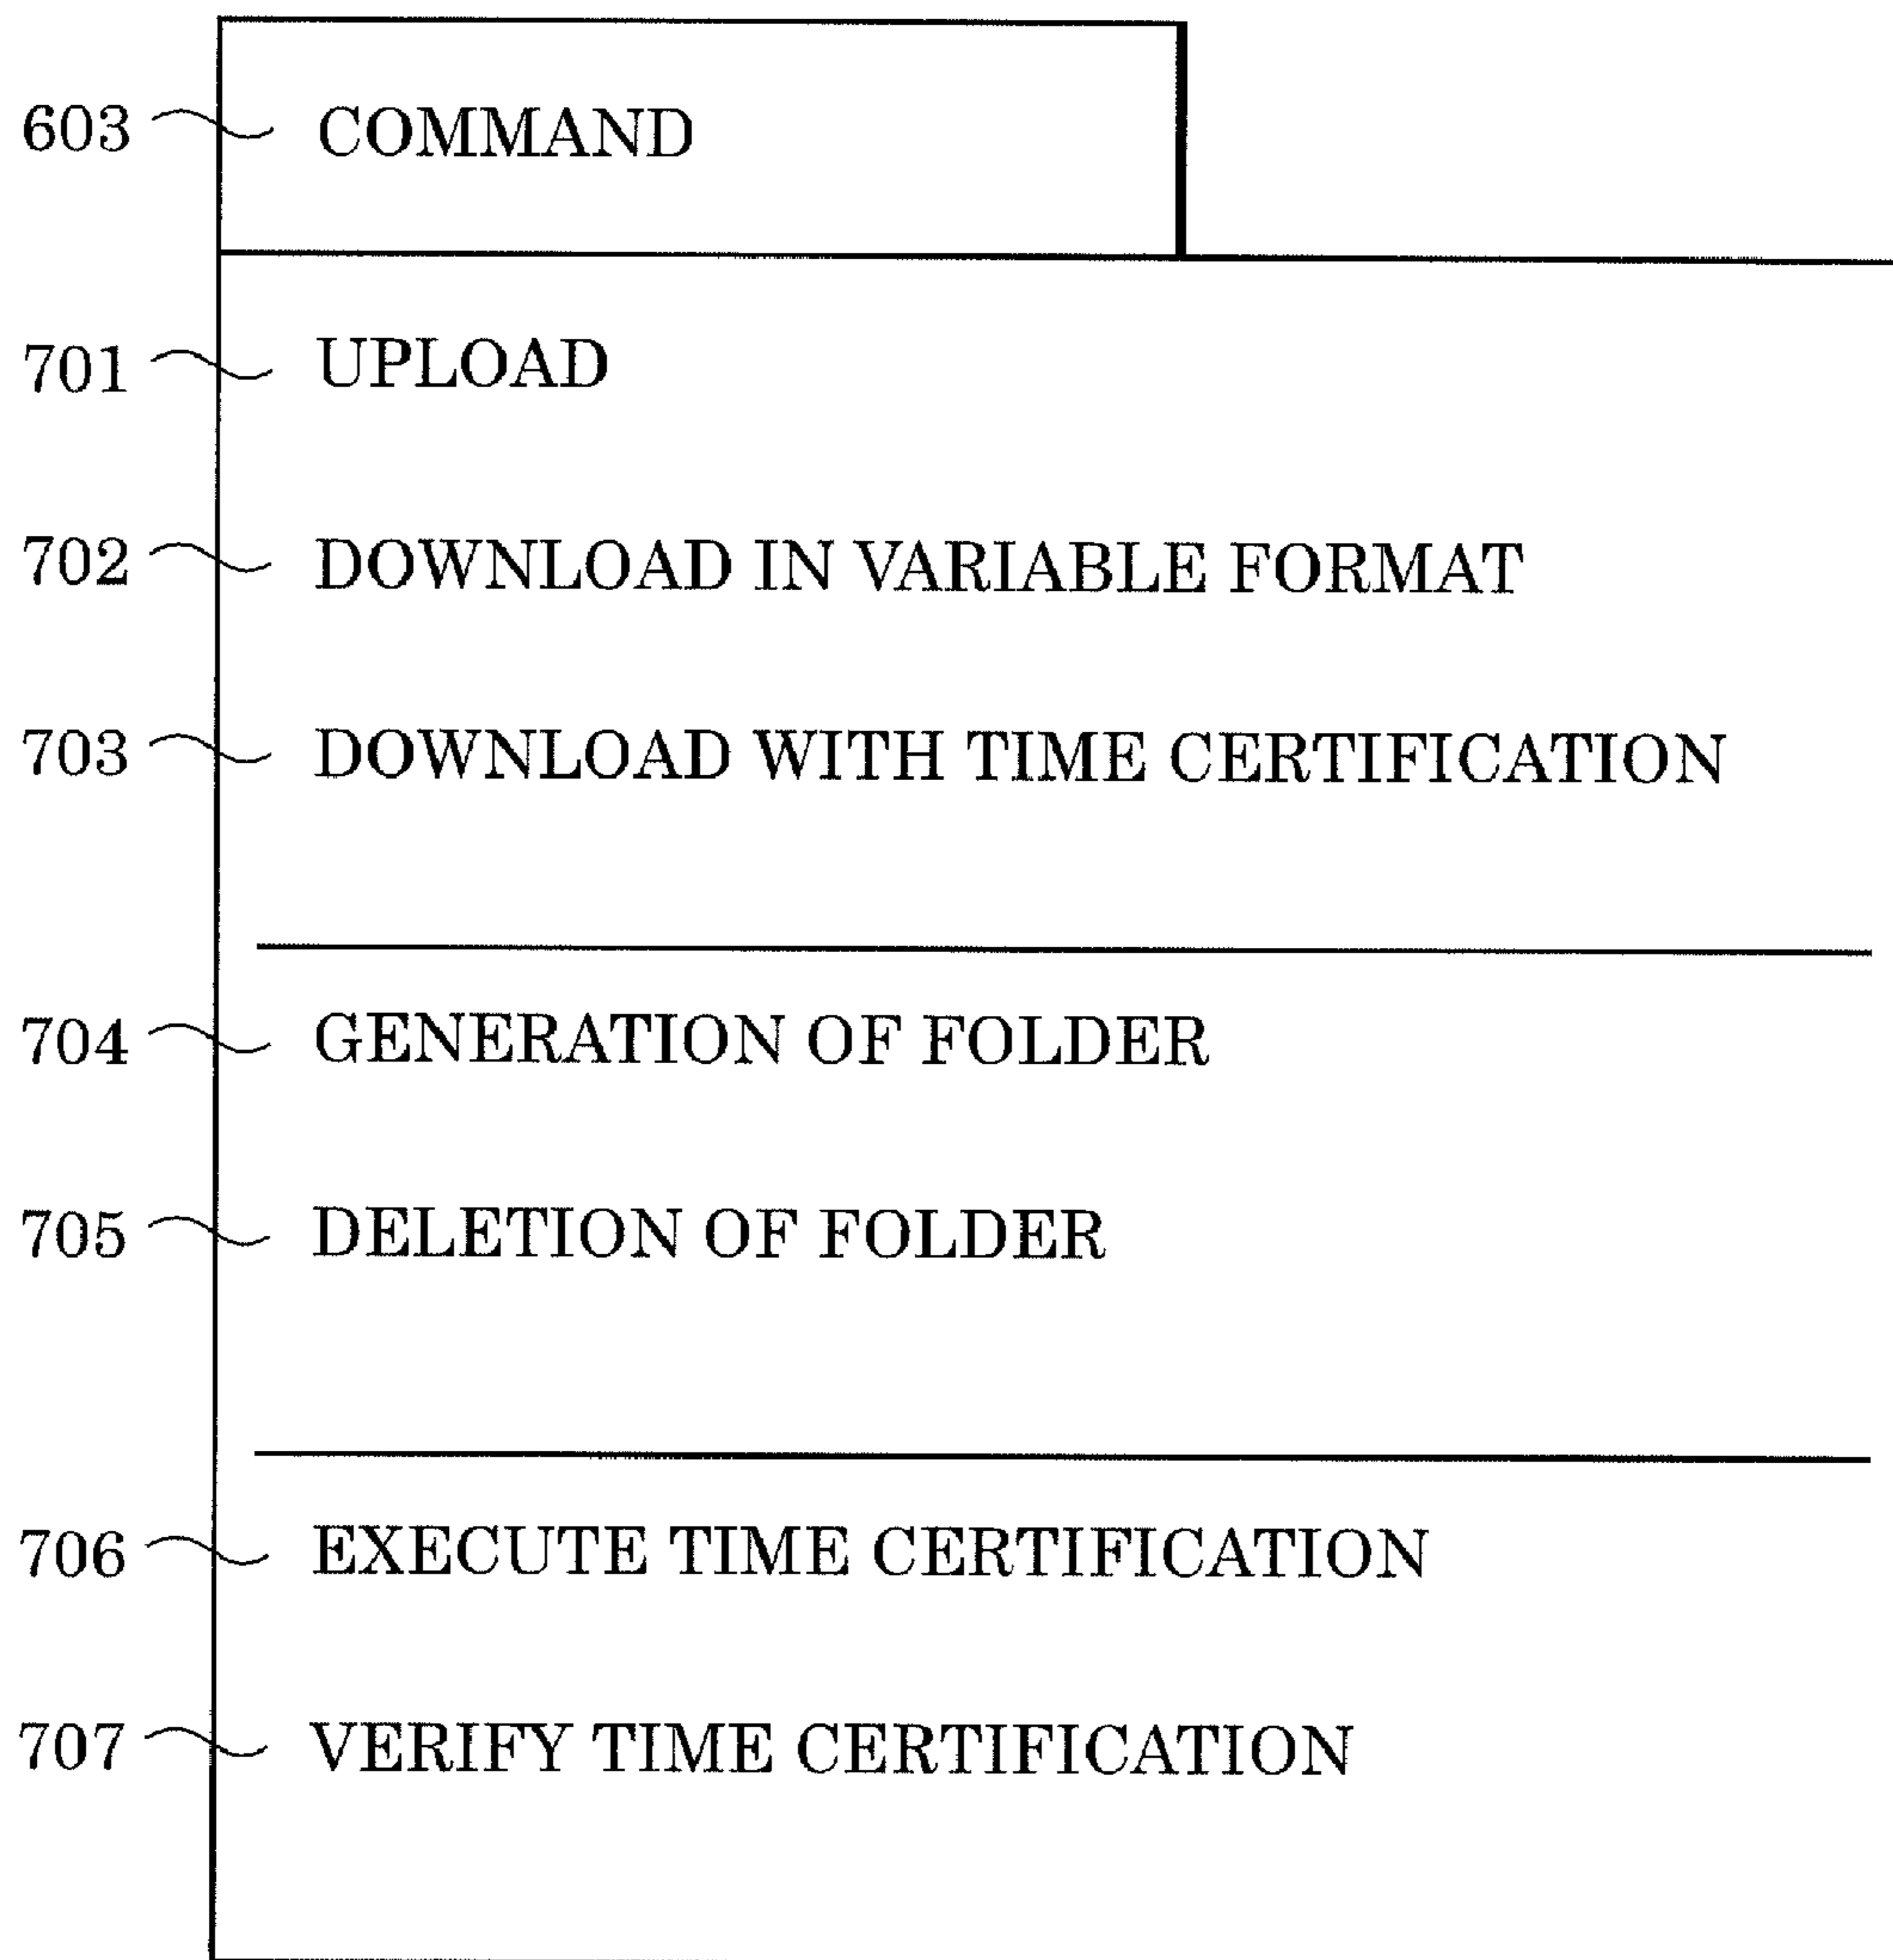 603 COMMAND
701 UPLOAD
702 DOWNLOAD IN VARIABLE FORMAT
703 DOWNLOAD WITH TIME CERTIFICATION
704 GENERATION OF FOLDER
705 DELETION OF FOLDER
706 EXECUTE TIME CERTIFICATION
707 VERIFY TIME CERTIFICATION